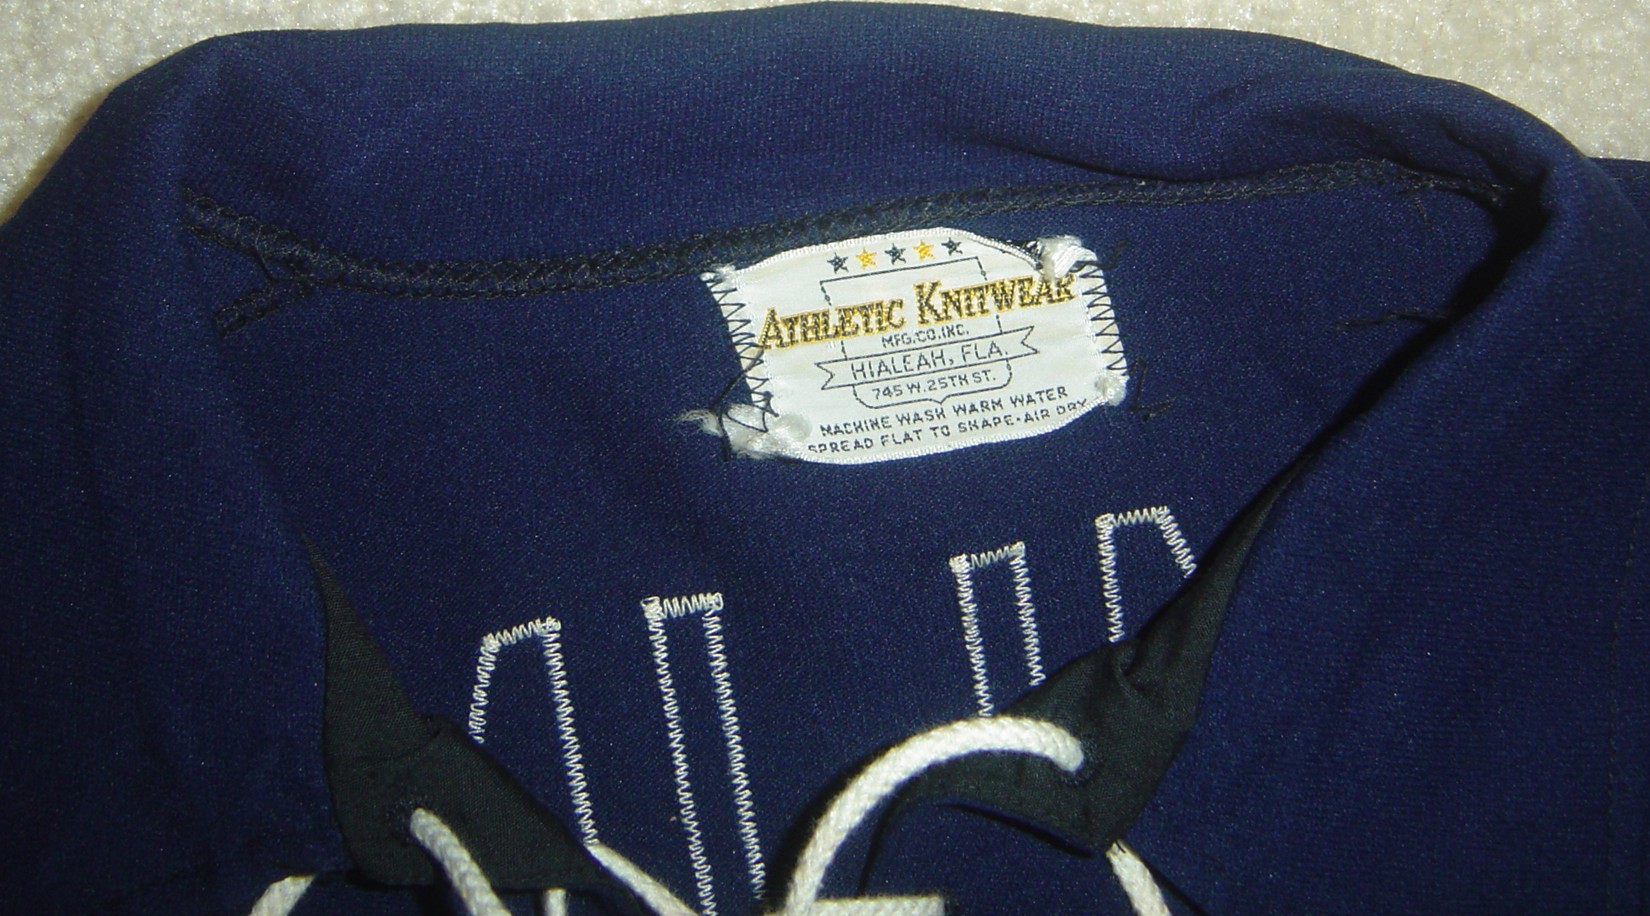 ATHLETIC KNITWEAR
MFG.CO.INC.
HIALEAH, FLA.
745 W.25TH ST.
MACHINE WASH WARM WATER
SPREAD FLAT TO SHAPE-AIR DRY